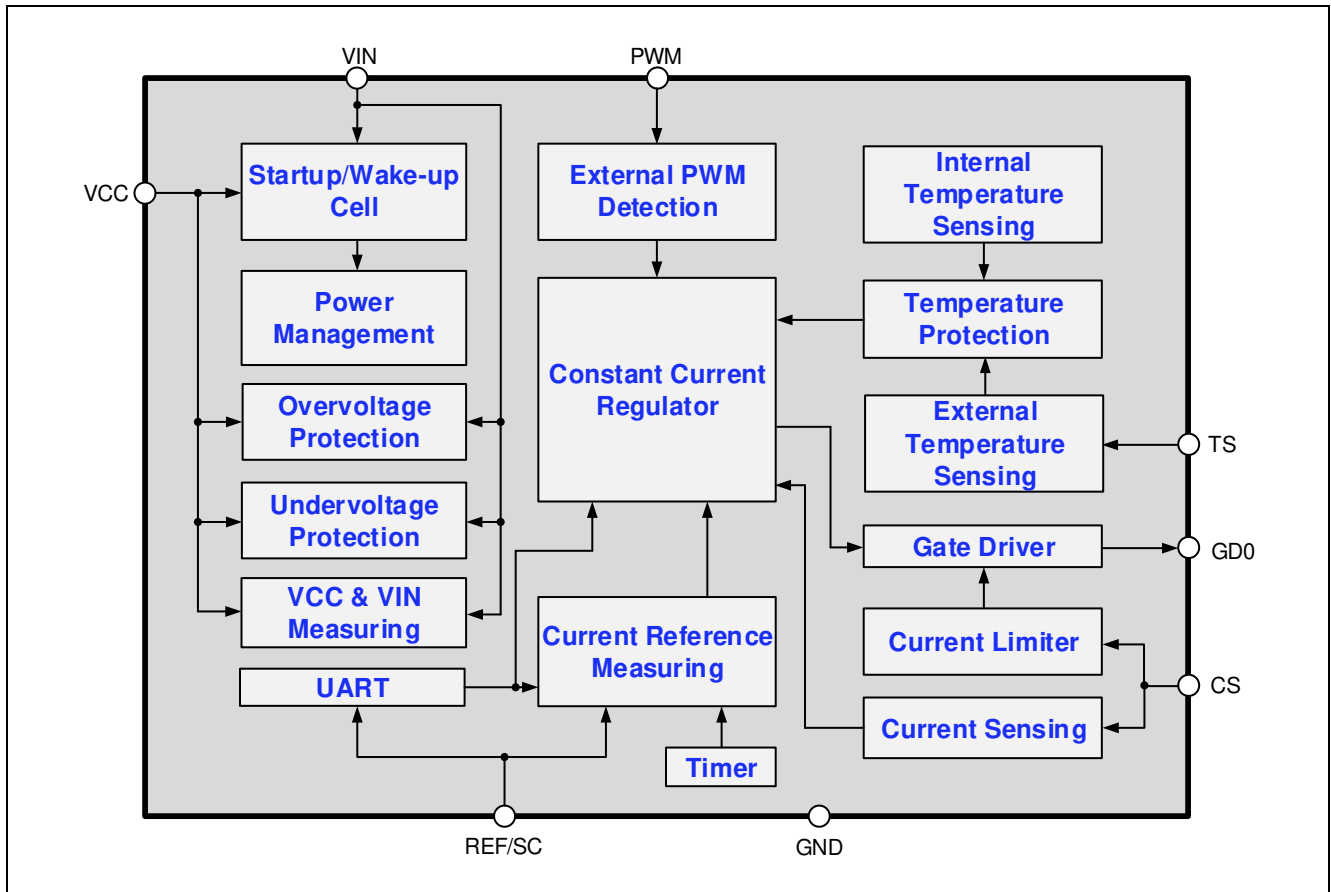 VIN
PWM
VCC
Startup/Wake-up
Cell
External PWM
Detection
Internal
Temperature
Sensing
Power
Management
Temperature
Protection
Constant Current
Regulator
Overvoltage
Protection
External
Temperature
Sensing
TS
Undervoltage
Protection
Gate Driver
GD0
VCC & VIN
Measuring
Current Reference
Measuring
Current Limiter
UART
CS
Current Sensing
Timer
REF/SC
GND